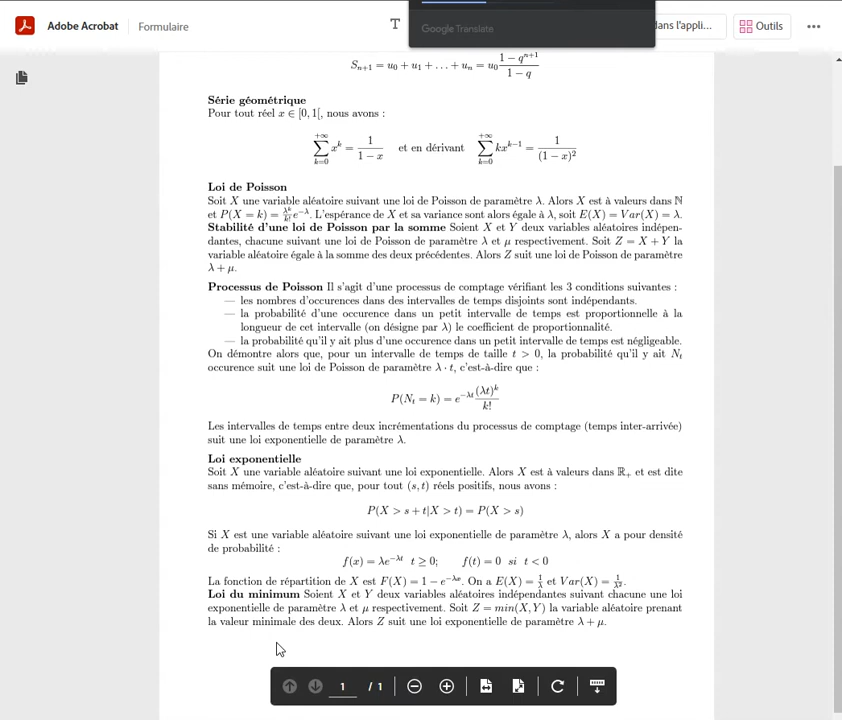 Adobe Acrobat
Formulaire
T
Google Translate
dans l'appli...
Outils
S_{n+1} = u_0 + u_1 + . . . + u_n = u_0 \frac{1 − q^{n+1}}{1 − q}
Série géométrique
Pour tout réel x ∈ [0, 1[, nous avons :
\sum_{k=0}^{+∞} x^k = \frac{1}{1 − x} et en dérivant \sum_{k=0}^{+∞} kx^{k−1} = \frac{1}{(1 − x)^2}
Loi de Poisson
Soit X une variable aléatoire suivant une loi de Poisson de paramètre λ. Alors X est à valeurs dans ℕ
et P(X = k) = \frac{λ^k}{k!} e^{−λ}. L'espérance de X et sa variance sont alors égale à λ, soit E(X) = Var(X) = λ.
Stabilité d'une loi de Poisson par la somme Soient X et Y deux variables aléatoires indépen-
dantes, chacune suivant une loi de Poisson de paramètre λ et μ respectivement. Soit Z = X + Y la
variable aléatoire égale à la somme des deux précédentes. Alors Z suit une loi de Poisson de paramètre
λ + μ.
Processus de Poisson Il s'agit d'une processus de comptage vérifiant les 3 conditions suivantes :
— les nombres d'occurences dans des intervalles de temps disjoints sont indépendants.
— la probabilité d'une occurence dans un petit intervalle de temps est proportionnelle à la
longueur de cet intervalle (on désigne par λ) le coefficient de proportionnalité.
— la probabilité qu'il y ait plus d'une occurence dans un petit intervalle de temps est négligeable.
On démontre alors que, pour un intervalle de temps de taille t > 0, la probabilité qu'il y ait N_t
occurence suit une loi de Poisson de paramètre λ · t, c'est-à-dire que :
P(N_t = k) = e^{−λt} \frac{(λt)^k}{k!}
Les intervalles de temps entre deux incrémentations du processus de comptage (temps inter-arrivée)
suit une loi exponentielle de paramètre λ.
Loi exponentielle
Soit X une variable aléatoire suivant une loi exponentielle. Alors X est à valeurs dans ℝ_+ et est dite
sans mémoire, c'est-à-dire que, pour tout (s, t) réels positifs, nous avons :
P(X > s + t|X > t) = P(X > s)
Si X est une variable aléatoire suivant une loi exponentielle de paramètre λ, alors X a pour densité
de probabilité :
f(x) = λe^{−λt} t ≥ 0; f(t) = 0 si t < 0
La fonction de répartition de X est F(X) = 1 − e^{−λx}. On a E(X) = \frac{1}{λ} et Var(X) = \frac{1}{λ^2}.
Loi du minimum Soient X et Y deux variables aléatoires indépendantes suivant chacune une loi
exponentielle de paramètre λ et μ respectivement. Soit Z = min(X, Y) la variable aléatoire prenant
la valeur minimale des deux. Alors Z suit une loi exponentielle de paramètre λ + μ.
1 / 1